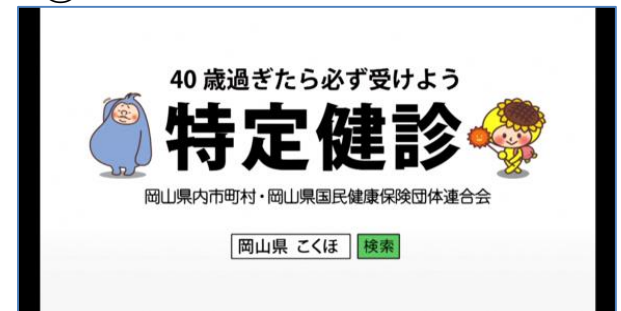 40 歳過ぎたら必ず受けよう
特定健診
岡山県内市町村・岡山県国民健康保険団体連合会
岡山県 こくほ 検索